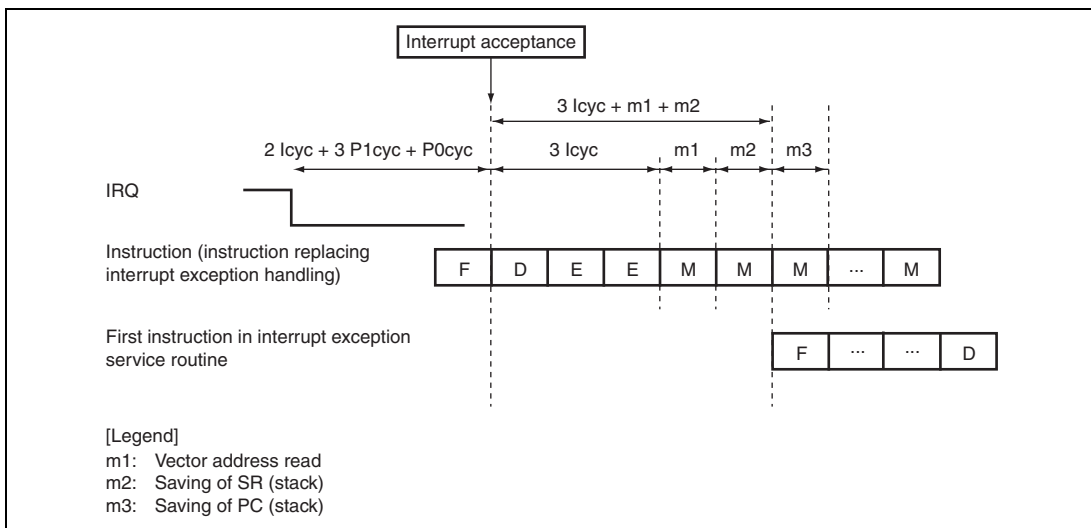 Interrupt acceptance
3 Icyc + m1 + m2
2 Icyc + 3 P1cyc + P0cyc
3 Icyc
m1
m2
m3
IRQ
Instruction (instruction replacing
interrupt exception handling)
F D E E M M M ... M
First instruction in interrupt exception
service routine
F ... ... D
[Legend]
m1: Vector address read
m2: Saving of SR (stack)
m3: Saving of PC (stack)